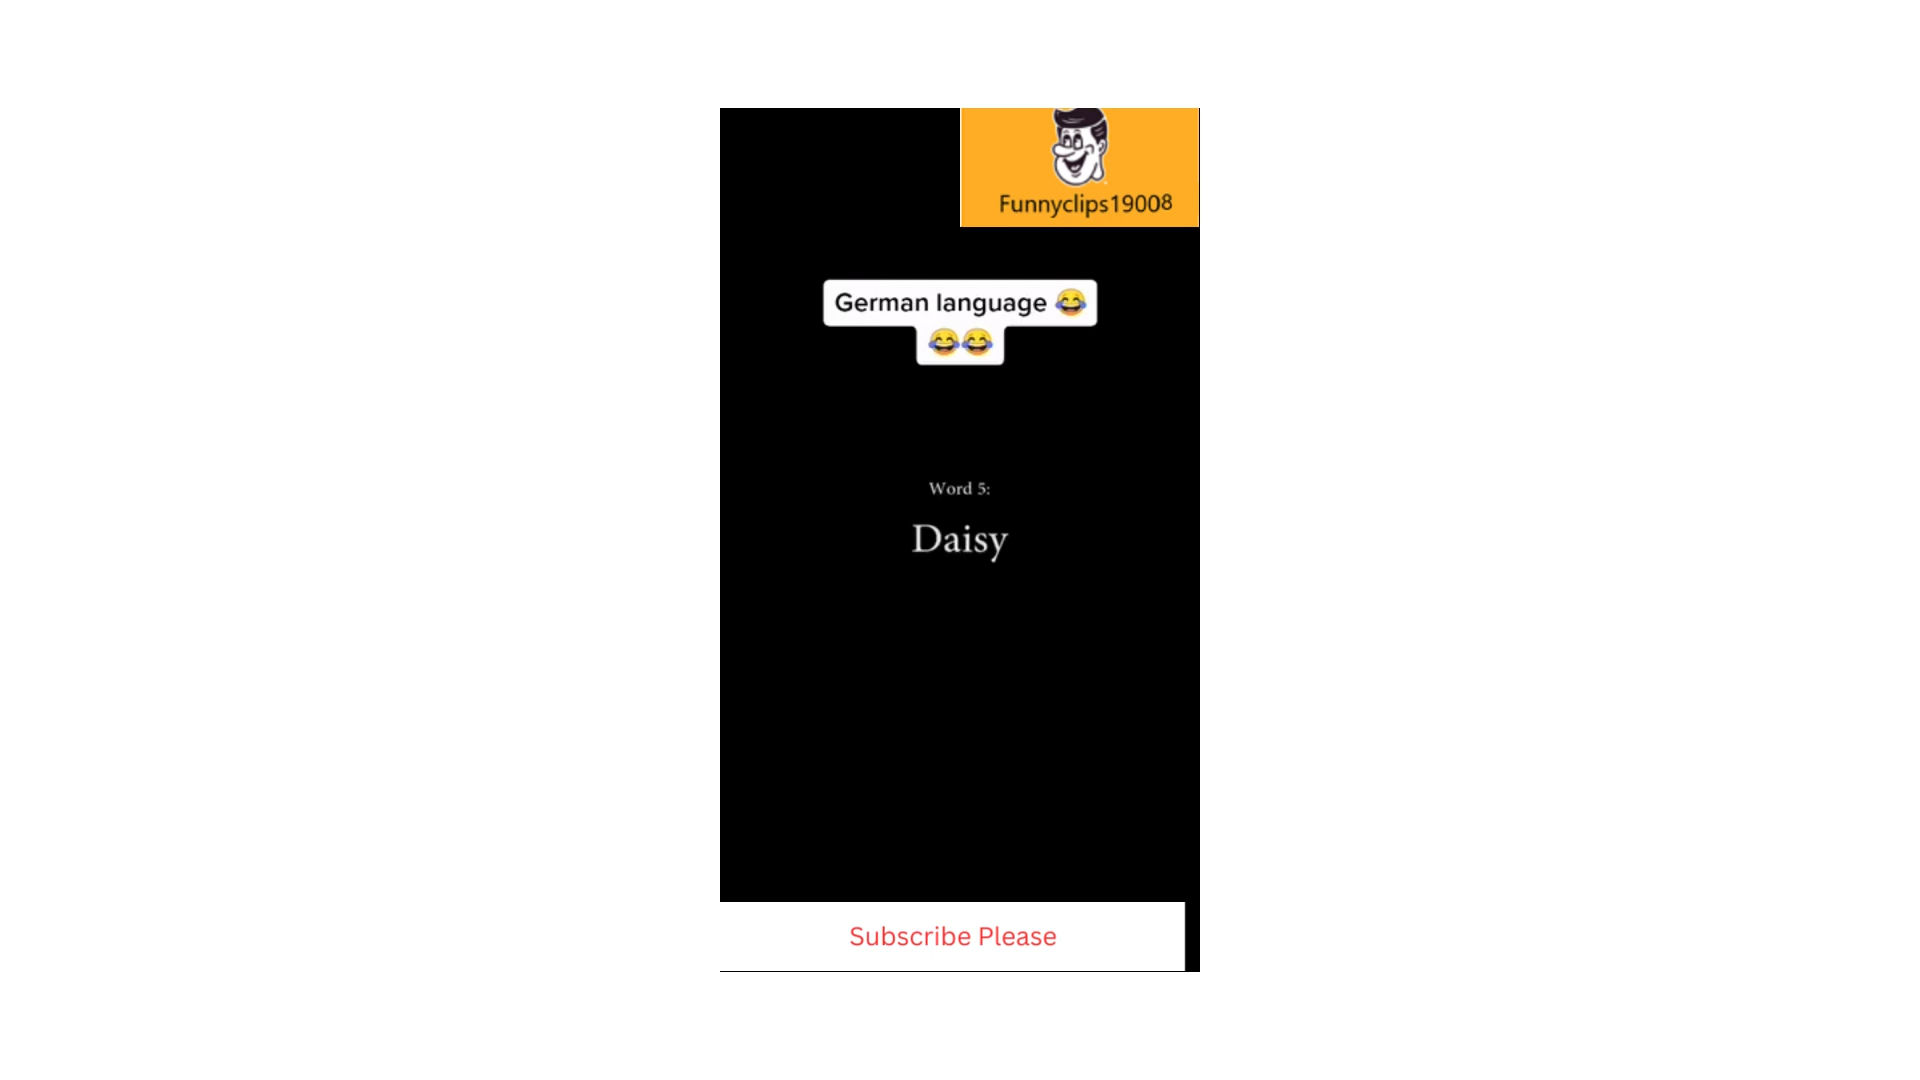 Funnyclips19008
German language 😂
😂😂
Word 5:
Daisy
Subscribe Please